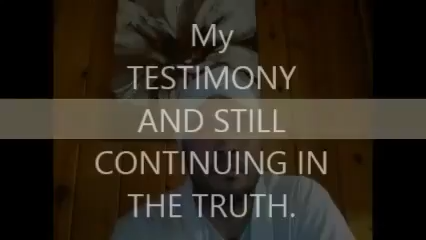 My
TESTIMONY
AND STILL
CONTINUING IN
THE TRUTH.